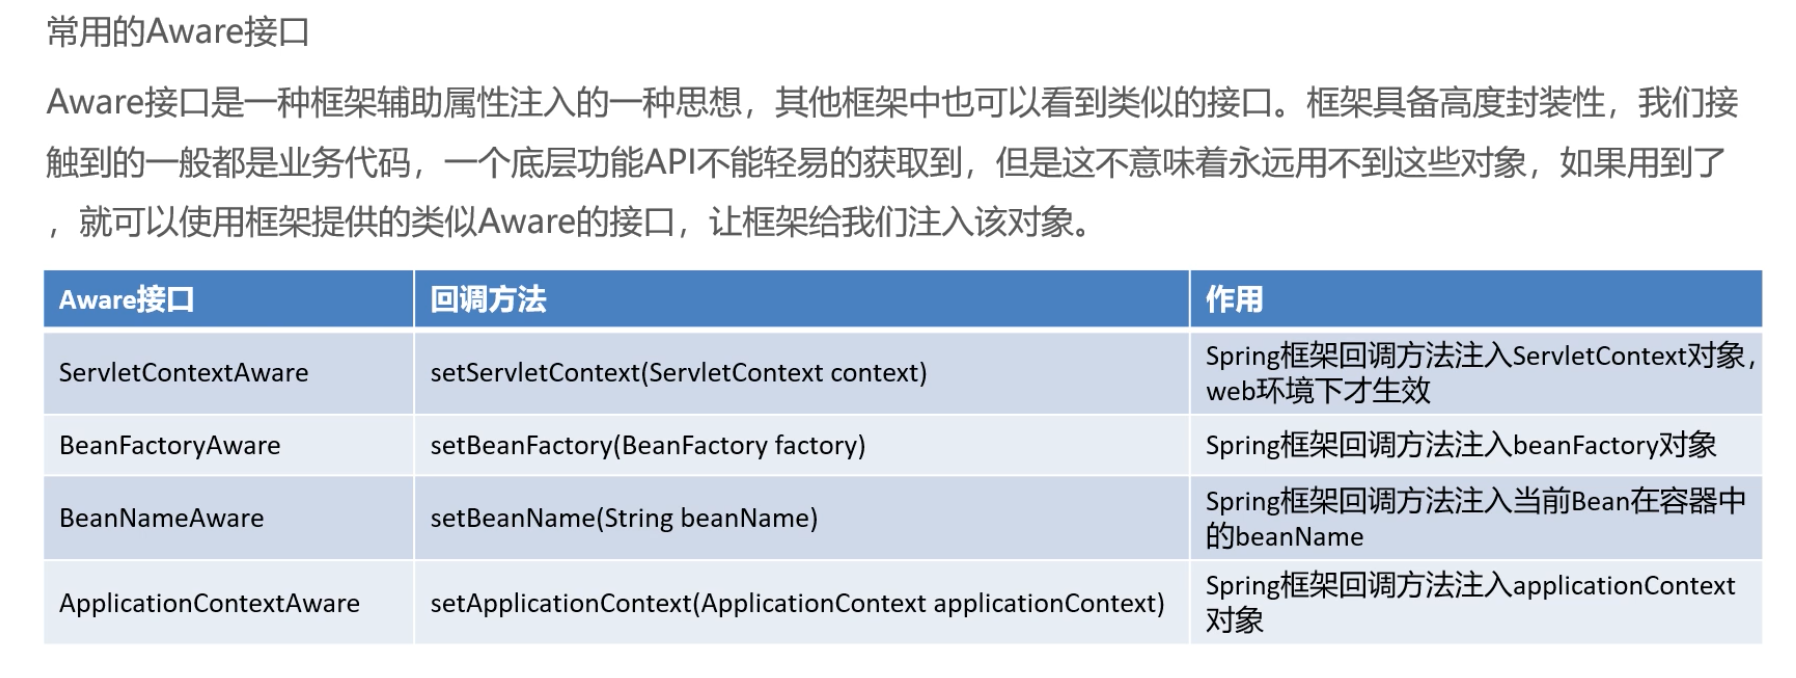 常用的Aware接口
Aware接口是一种框架辅助属性注入的一种思想，其他框架中也可以看到类似的接口。框架具备高度封装性，我们接
触到的一般都是业务代码，一个底层功能API不能轻易的获取到，但是这不意味着永远用不到这些对象，如果用到了
，就可以使用框架提供的类似Aware的接口，让框架给我们注入该对象。
Aware接口 回调方法 作用
ServletContextAware setServletContext(ServletContext context) Spring框架回调方法注入ServletContext对象，
web环境下才生效
BeanFactoryAware setBeanFactory(BeanFactory factory) Spring框架回调方法注入beanFactory对象
BeanNameAware setBeanName(String beanName) Spring框架回调方法注入当前Bean在容器中
的beanName
ApplicationContextAware setApplicationContext(ApplicationContext applicationContext) Spring框架回调方法注入applicationContext
对象